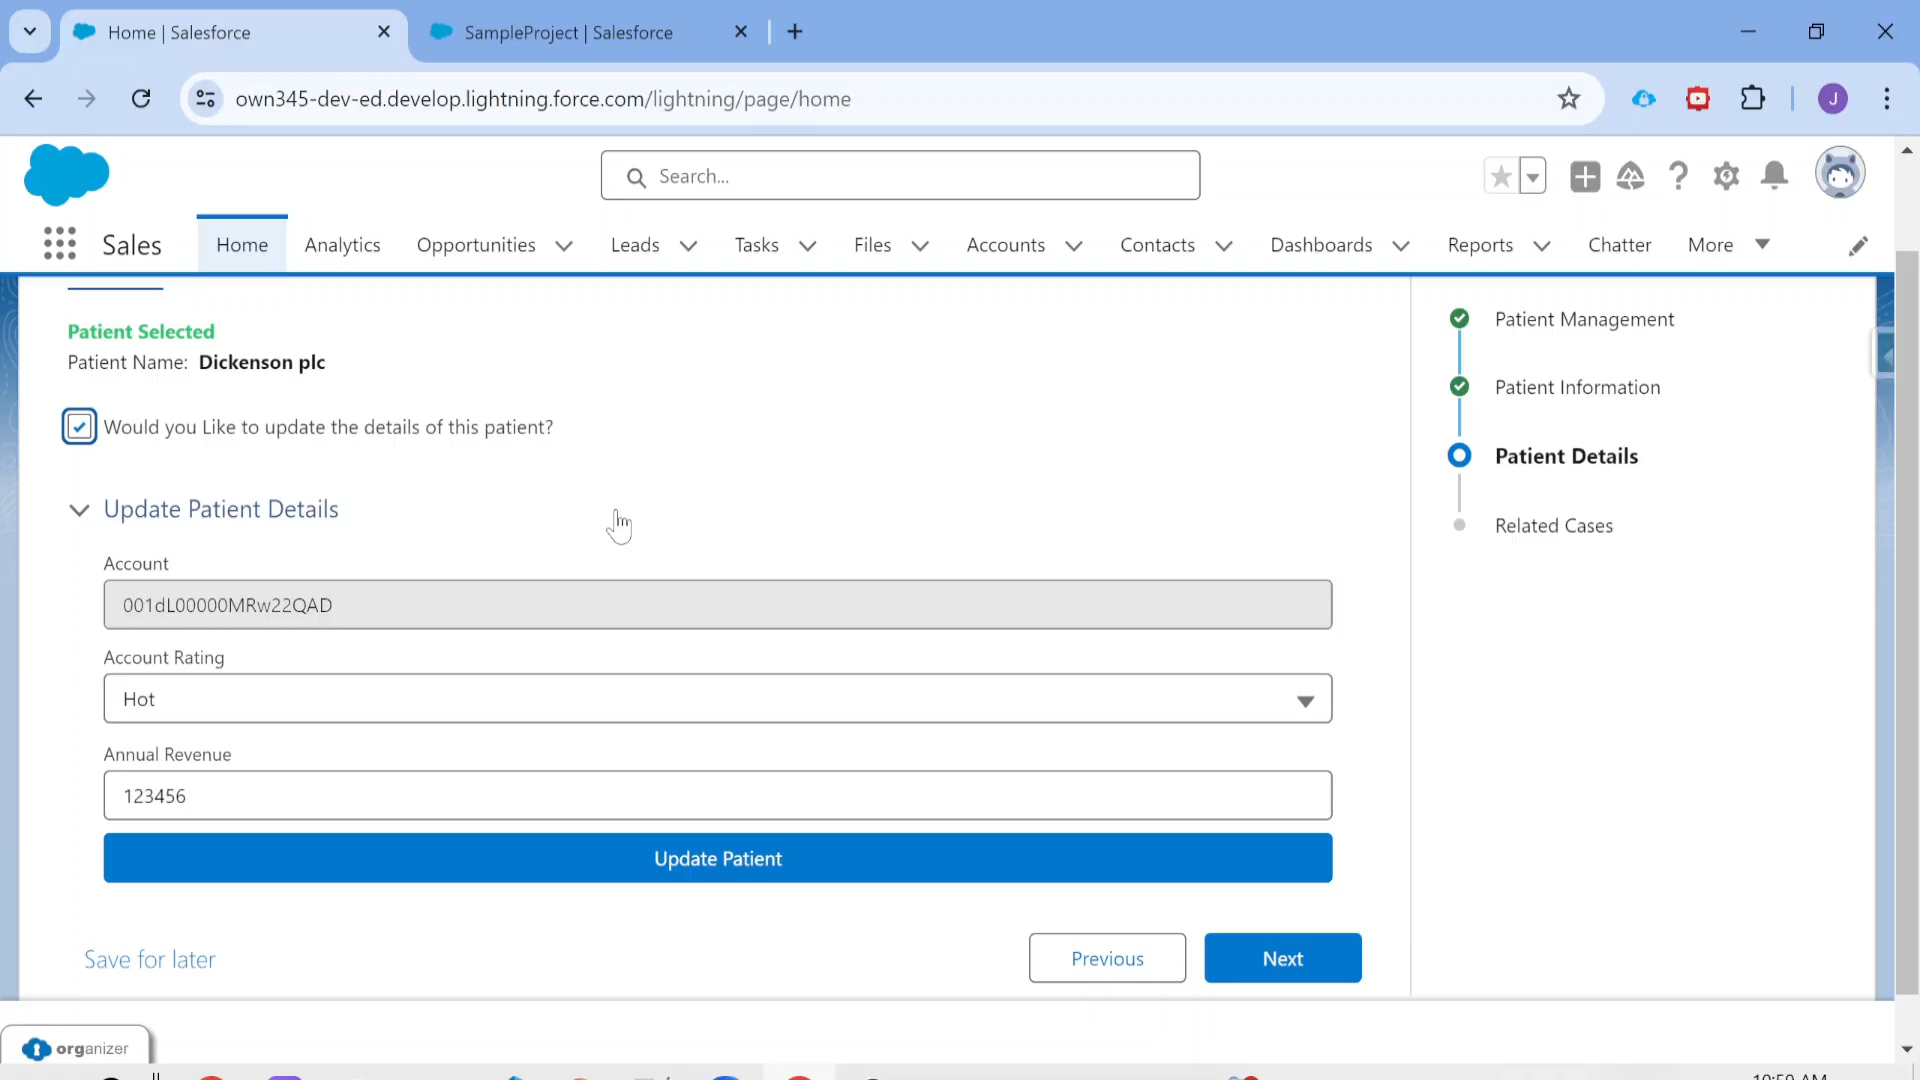 Home | Salesforce
SampleProject | Salesforce
own345-dev-ed.develop.lightning.force.com/lightning/page/home
J
Search...
Sales
Home
Analytics
Opportunities
Leads
Tasks
Files
Accounts
Contacts
Dashboards
Reports
Chatter
More
Patient Selected
Patient Name: Dickenson plc
Would you Like to update the details of this patient?
Update Patient Details
Account
001dL00000MRw22QAD
Account Rating
Hot
Annual Revenue
123456
Update Patient
Save for later
Previous
Next
Patient Management
Patient Information
Patient Details
Related Cases
organizer
10:59 AM